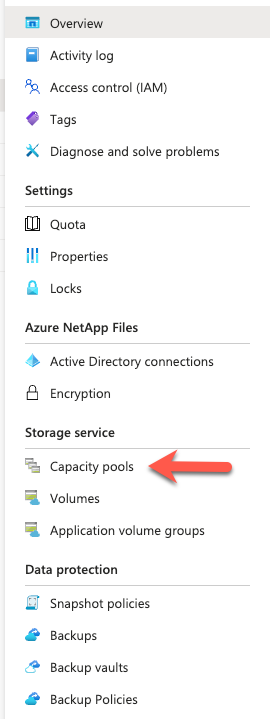 Overview
Activity log
Access control (IAM)
Tags
Diagnose and solve problems
Settings
Quota
Properties
Locks
Azure NetApp Files
Active Directory connections
Encryption
Storage service
Capacity pools
Volumes
Application volume groups
Data protection
Snapshot policies
Backups
Backup vaults
Backup Policies